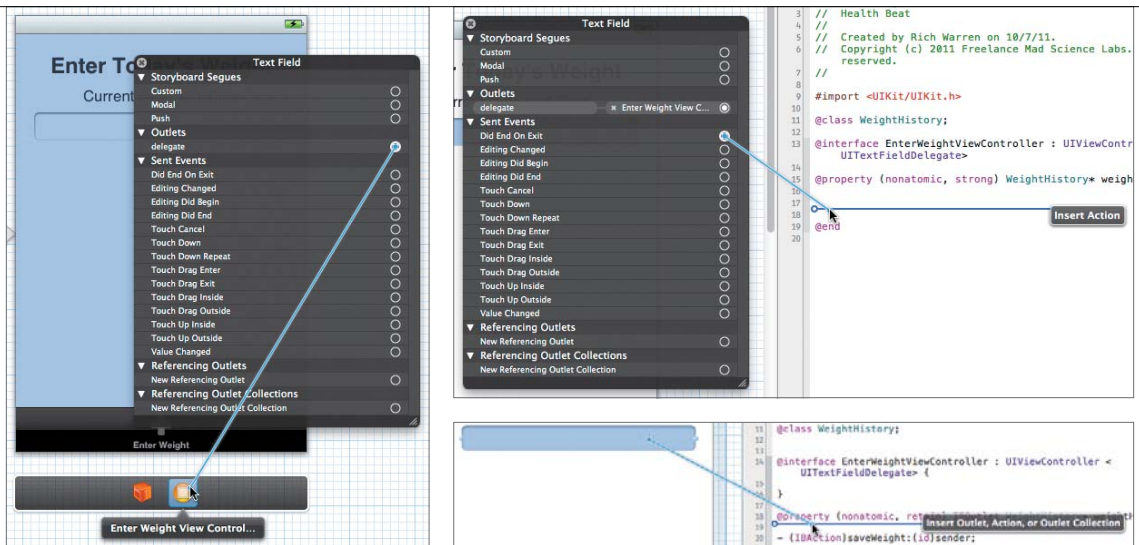 Enter To
Current
Text Field
Storyboard Segues
Custom
Modal
Push
Outlets
delegate
Sent Events
Did End On Exit
Editing Changed
Editing Did Begin
Editing Did End
Touch Cancel
Touch Down
Touch Down Repeat
Touch Drag Enter
Touch Drag Exit
Touch Drag Inside
Touch Drag Outside
Touch Up Inside
Touch Up Outside
Value Changed
Referencing Outlets
New Referencing Outlet
Referencing Outlet Collections
New Referencing Outlet Collection
Enter Weight
Enter Weight View Control...
Text Field
Storyboard Segues
Custom
Modal
Push
Outlets
delegate Enter Weight View C...
Sent Events
Did End On Exit
Editing Changed
Editing Did Begin
Editing Did End
Touch Cancel
Touch Down
Touch Down Repeat
Touch Drag Enter
Touch Drag Exit
Touch Drag Inside
Touch Drag Outside
Touch Up Inside
Touch Up Outside
Value Changed
Referencing Outlets
New Referencing Outlet
Referencing Outlet Collections
New Referencing Outlet Collection
3 // Health Beat
4 //
5 // Created by Rich Warren on 10/7/11.
6 // Copyright (c) 2011 Freelance Mad Science Labs.
reserved.
7 //
8
9 #import <UIKit/UIKit.h>
10
11 @class WeightHistory;
12
13 @interface EnterWeightViewController : UIViewContr
UITextFieldDelegate>
14
15 @property (nonatomic, strong) WeightHistory* weigh
16
17
18
Insert Action
19 @end
20
11 @class WeightHistory;
12
13
14 @interface EnterWeightViewController : UIViewController <
UITextFieldDelegate> {
15
16 }
17
18 @property (nonatomic,
Insert Outlet, Action, or Outlet Collection
19
20 - (IBAction)saveWeight:(id)sender;